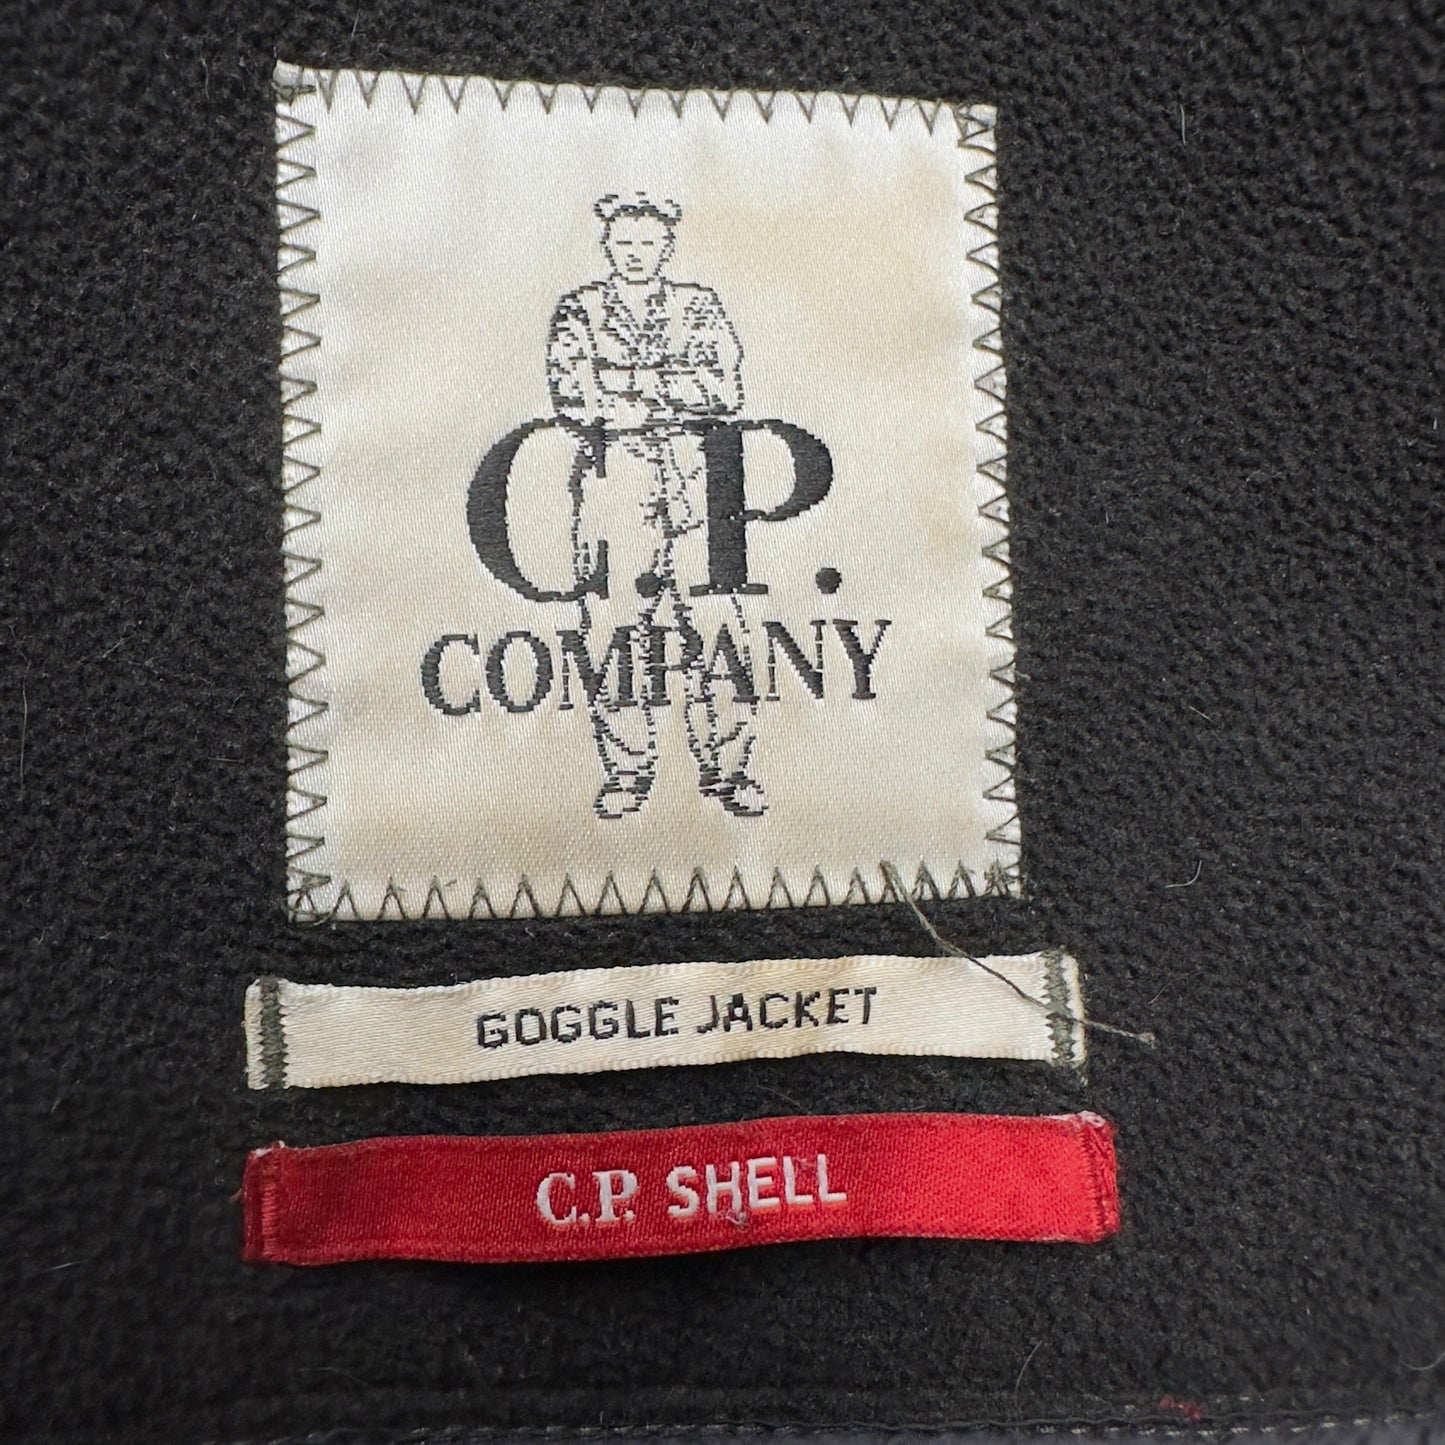 C.P.
COMPANY
GOGGLE JACKET
C.P. SHELL